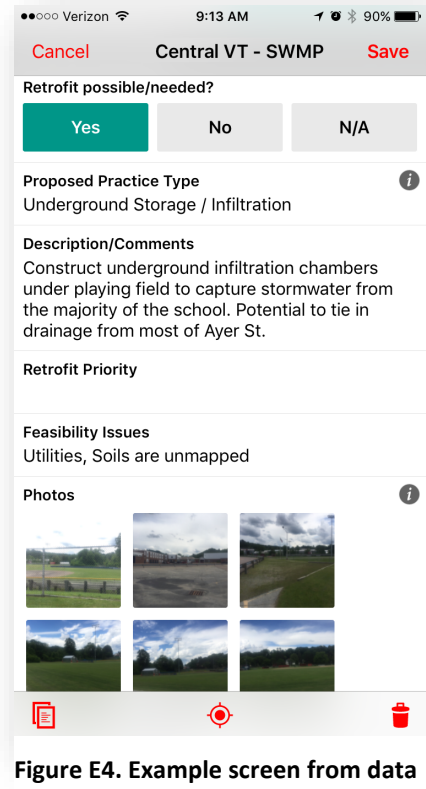 ●●○○○ Verizon 9:13 AM 90%
Cancel Central VT - SWMP Save
Retrofit possible/needed?
Yes No N/A
Proposed Practice Type
Underground Storage / Infiltration
Description/Comments
Construct underground infiltration chambers
under playing field to capture stormwater from
the majority of the school. Potential to tie in
drainage from most of Ayer St.
Retrofit Priority
Feasibility Issues
Utilities, Soils are unmapped
Photos
Figure E4. Example screen from data